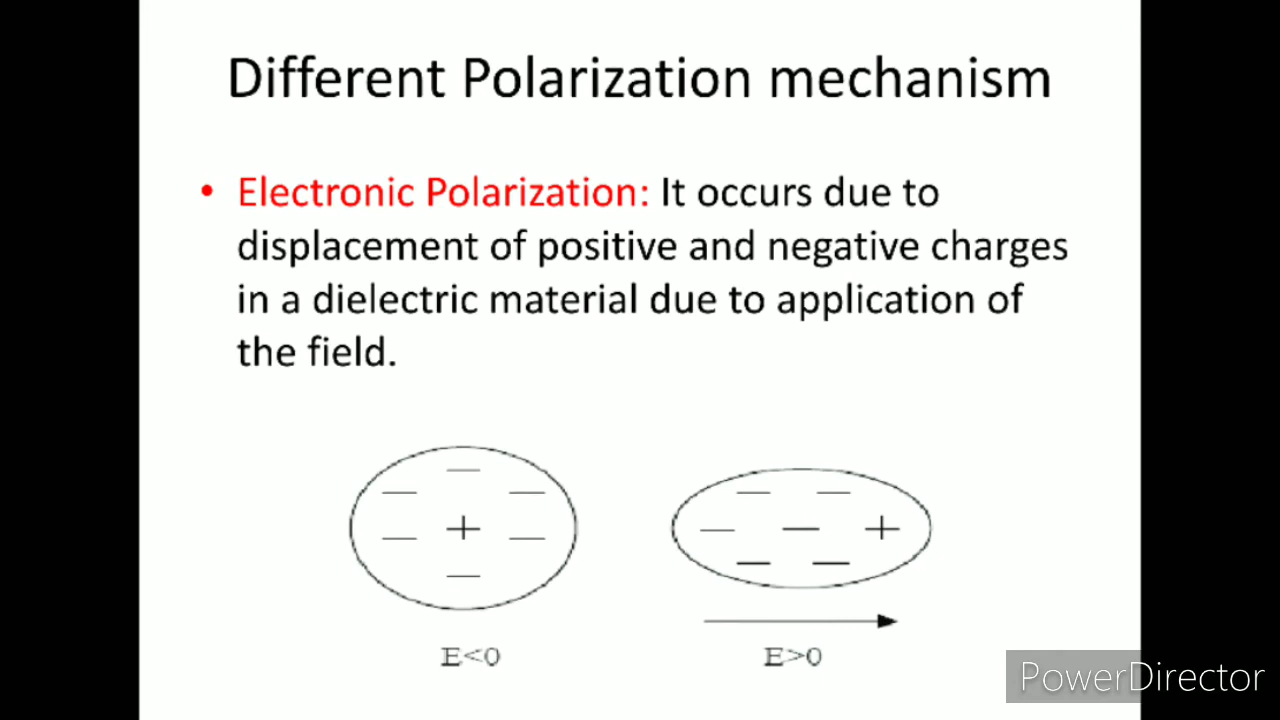 Different Polarization mechanism
• Electronic Polarization: It occurs due to
displacement of positive and negative charges
in a dielectric material due to application of
the field.
E<0
E>0
PowerDirector